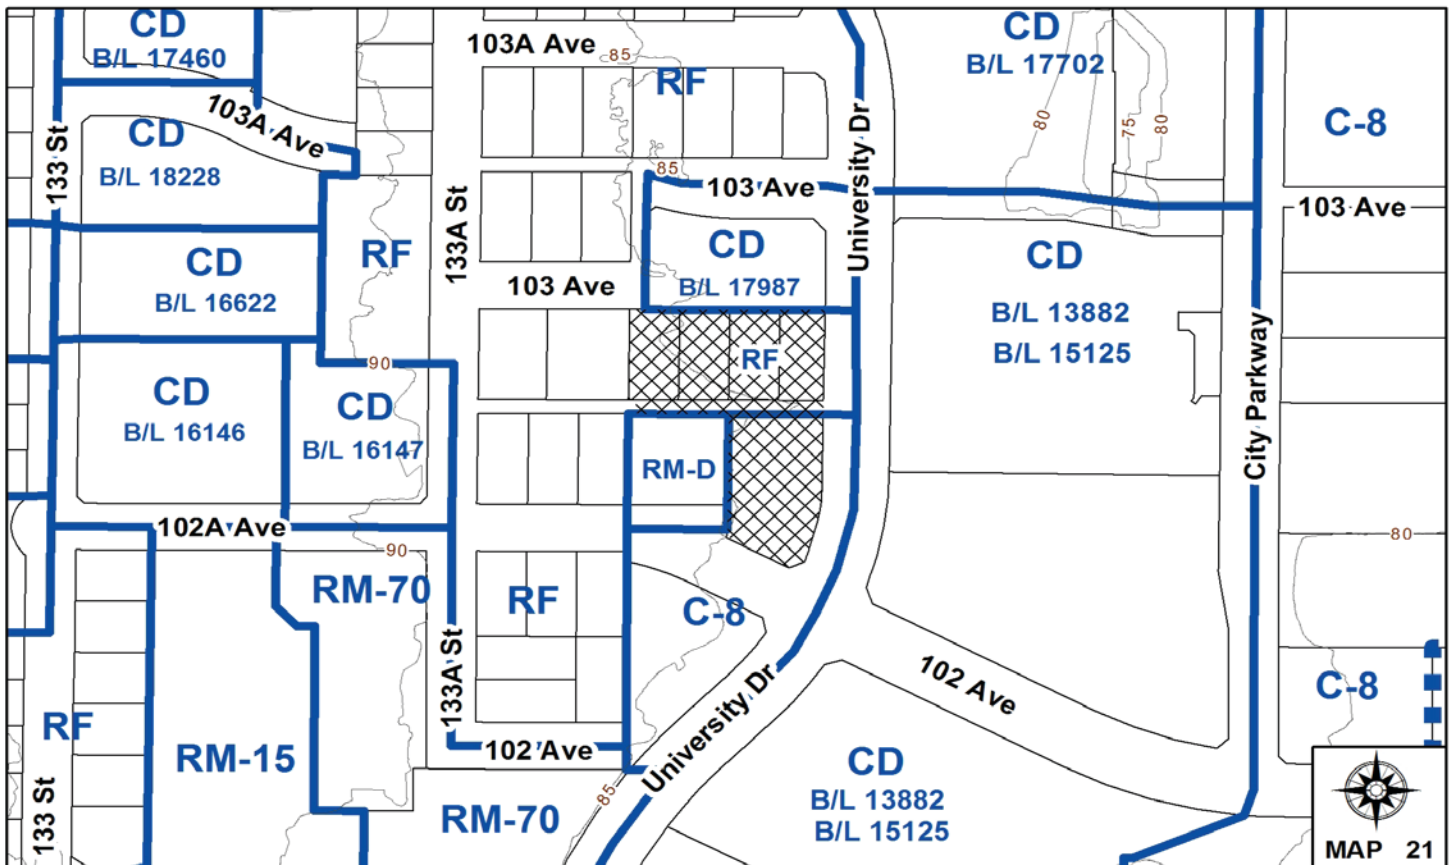 CD
B/L 17460
103A Ave
85
RF
CD
B/L 17702
80
75
80
C-8
133 St
103A Ave
CD
B/L 18228
University Dr
85
103 Ave
103 Ave
133A St
RF
CD
B/L 16622
103 Ave
CD
B/L 17987
CD
B/L 13882
B/L 15125
City Parkway
90
RF
CD
B/L 16146
CD
B/L 16147
RM-D
102A Ave
90
80
RM-70
RF
C-8
102 Ave
C-8
133A St
RF
RM-15
102 Ave
University Dr
85
133 St
RM-70
CD
B/L 13882
B/L 15125
MAP 21